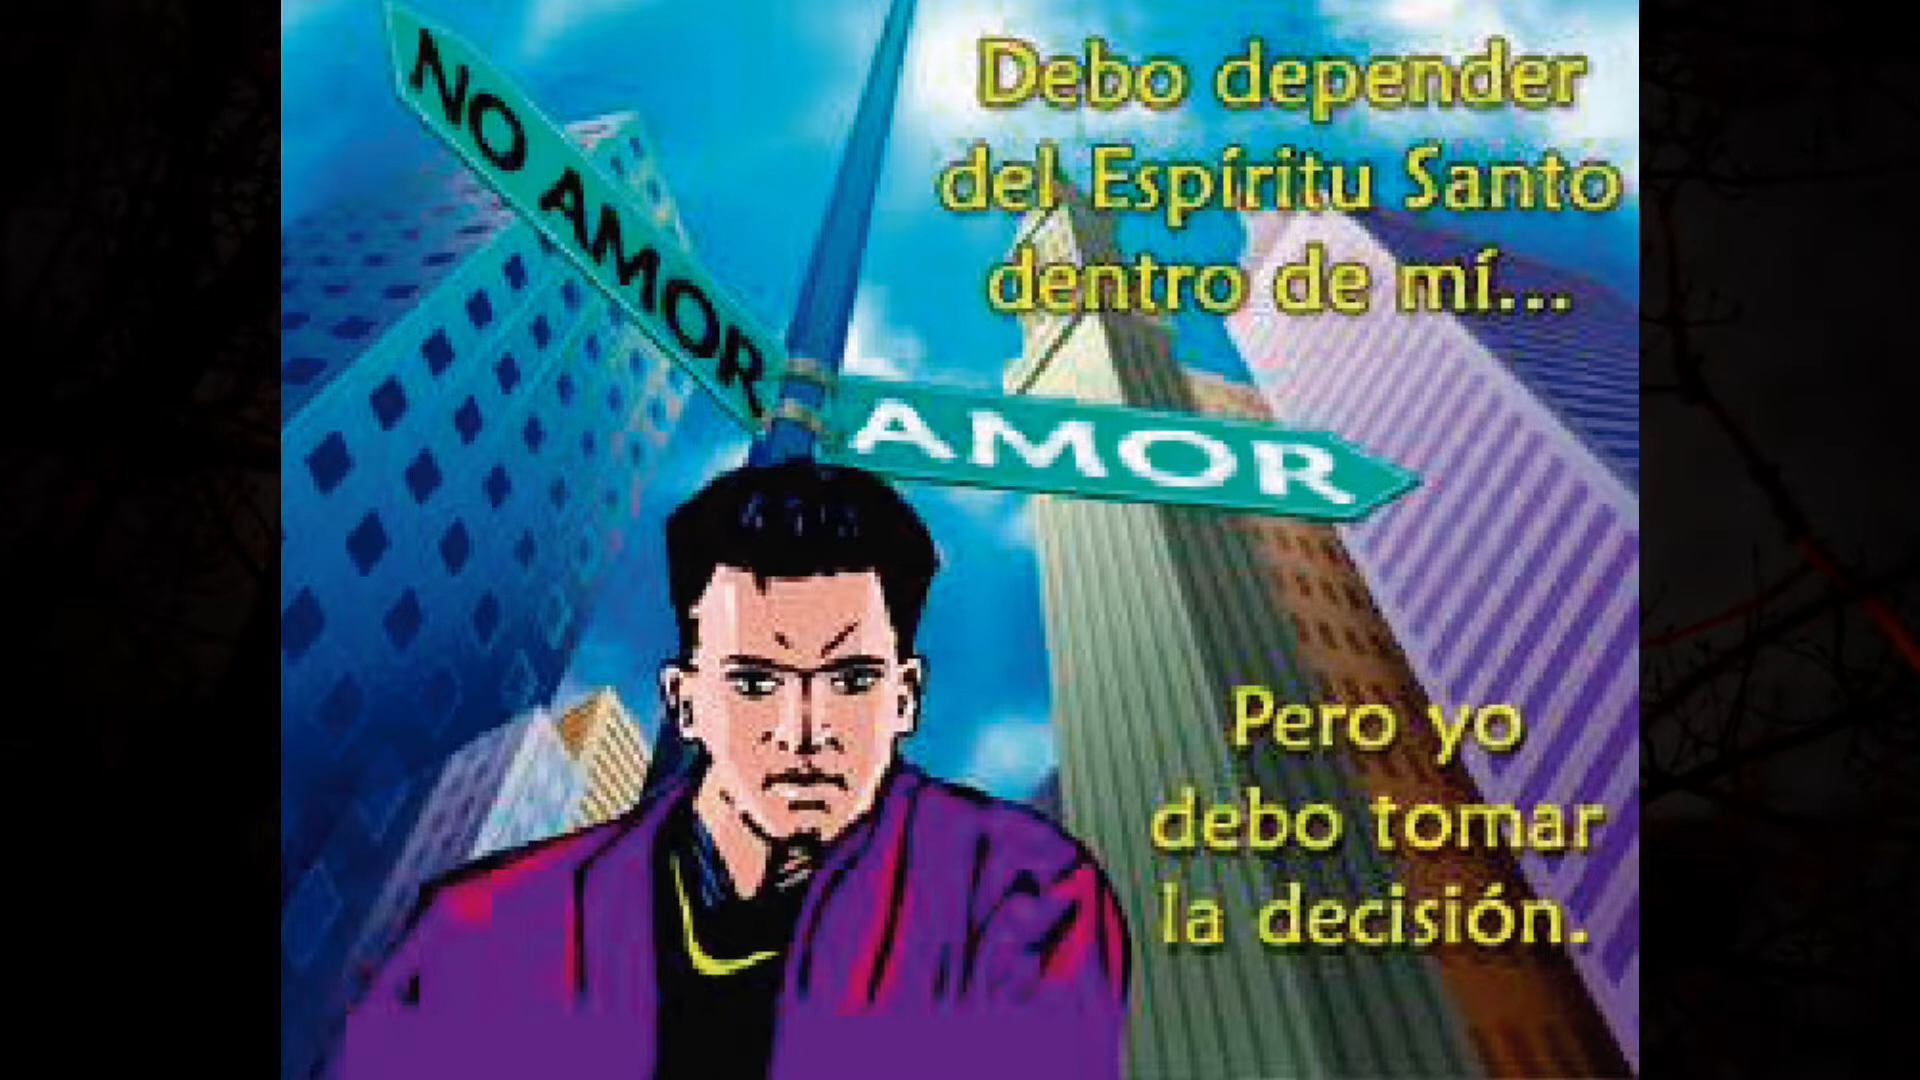 NO AMOR
AMOR
Debo depender
del Espíritu Santo
dentro de mí...
Pero yo
debo tomar
la decisión.